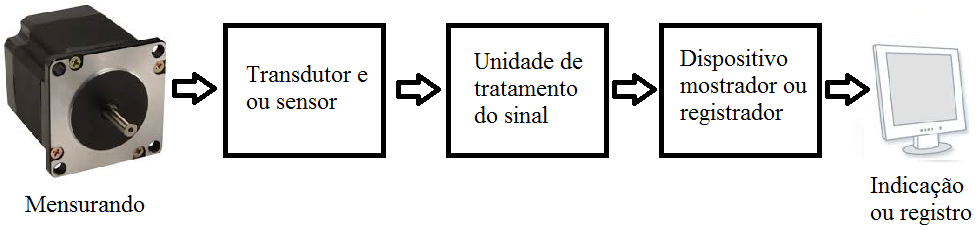 Mensurando
Transdutor e
ou sensor
Unidade de
tratamento
do sinal
Dispositivo
mostrador ou
registrador
Indicação
ou registro